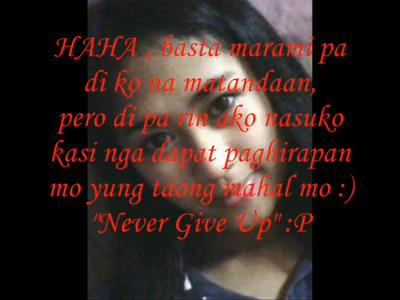 HAHA , basta marami pa
di ko na matandaan,
pero di pa rin ako nasuko
kasi nga dapat paghirapan
mo yung taong mahal mo :)
"Never Give Up" :P